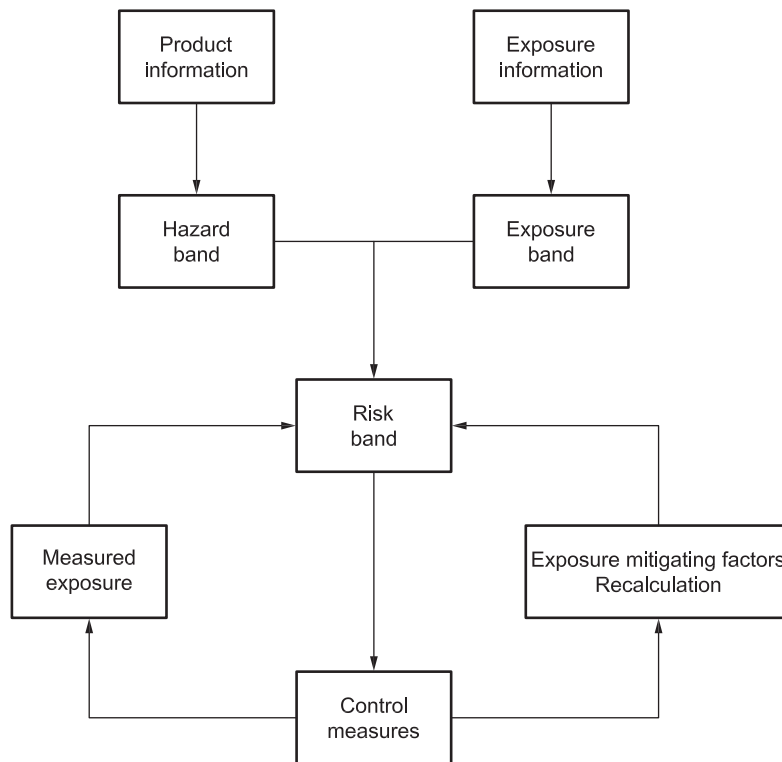 Product
information
Exposure
information
Hazard
band
Exposure
band
Risk
band
Measured
exposure
Exposure mitigating factors
Recalculation
Control
measures